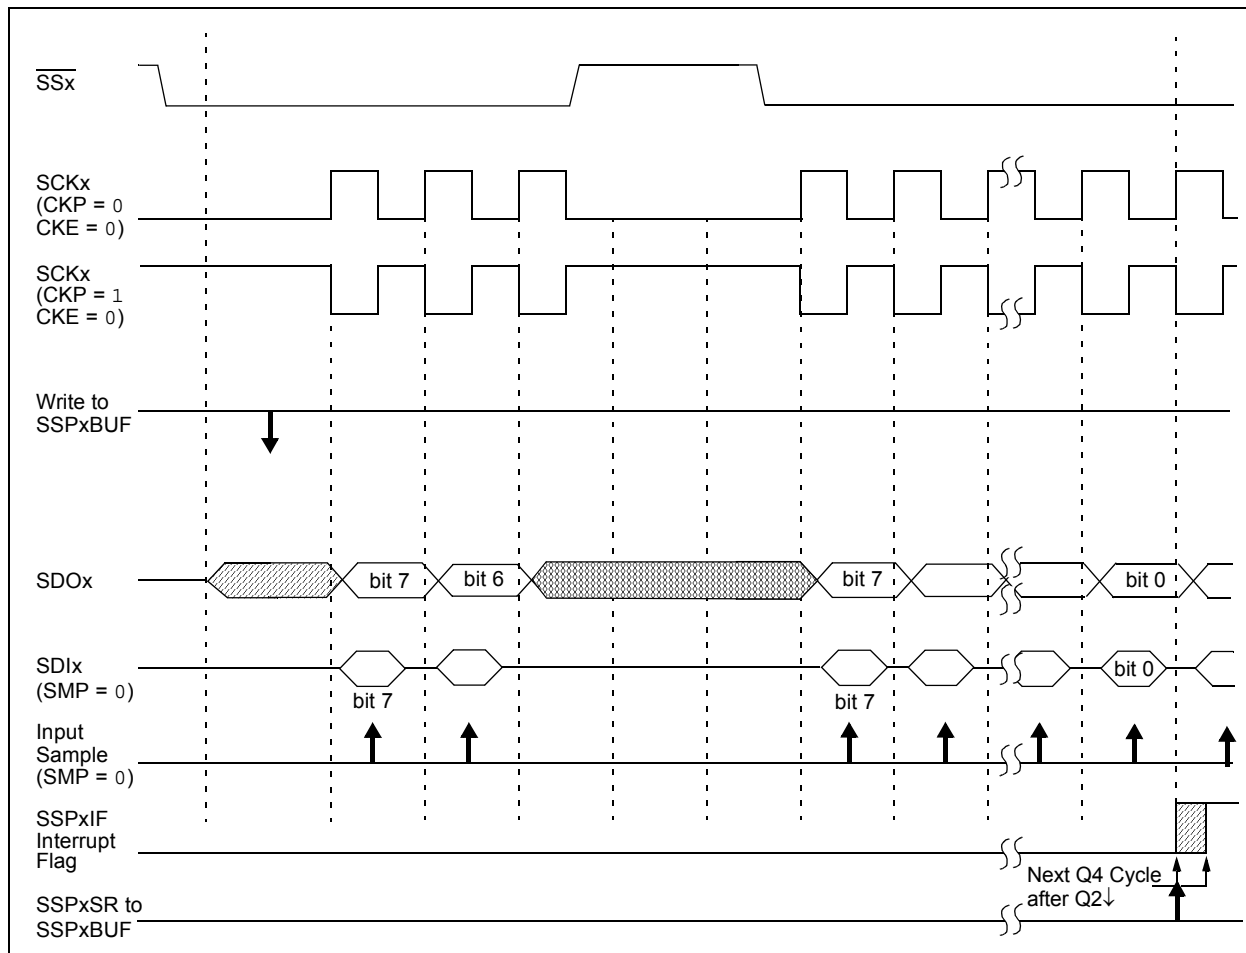 SSx
SCKx
(CKP = 0
CKE = 0)
SCKx
(CKP = 1
CKE = 0)
Write to
SSPxBUF
SDOx
bit 7
bit 6
bit 7
bit 0
SDIx
(SMP = 0)
bit 7
bit 7
bit 0
Input
Sample
(SMP = 0)
SSPxIF
Interrupt
Flag
Next Q4 Cycle
after Q2↓
SSPxSR to
SSPxBUF